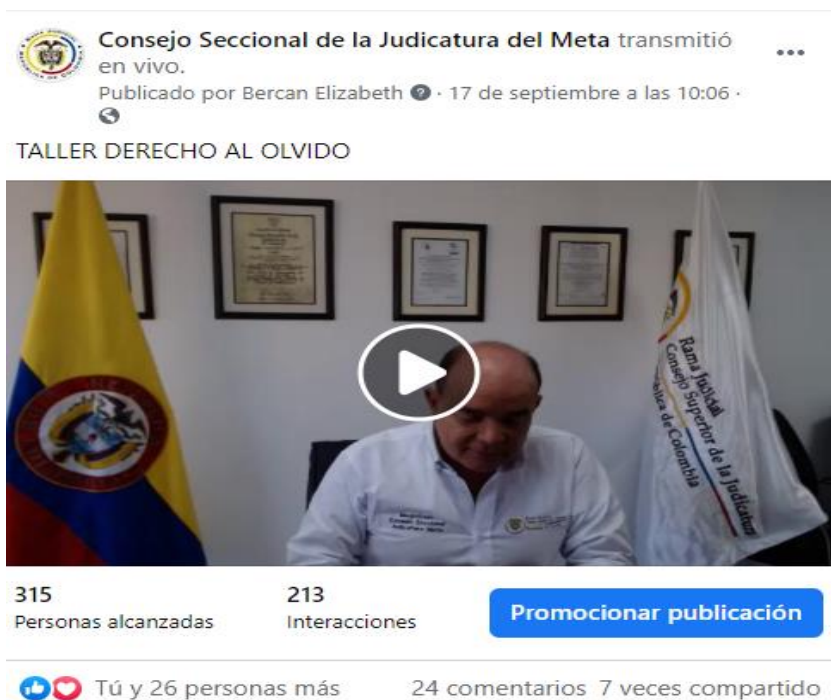 Consejo Seccional de la Judicatura del Meta transmitió
en vivo.
Publicado por Bercan Elizabeth · 17 de septiembre a las 10:06 ·
TALLER DERECHO AL OLVIDO
Rama Judicial
Consejo Superior de la Judicatura
República de Colombia
315
213
Personas alcanzadas
Interacciones
Promocionar publicación
Tú y 26 personas más
24 comentarios 7 veces compartido